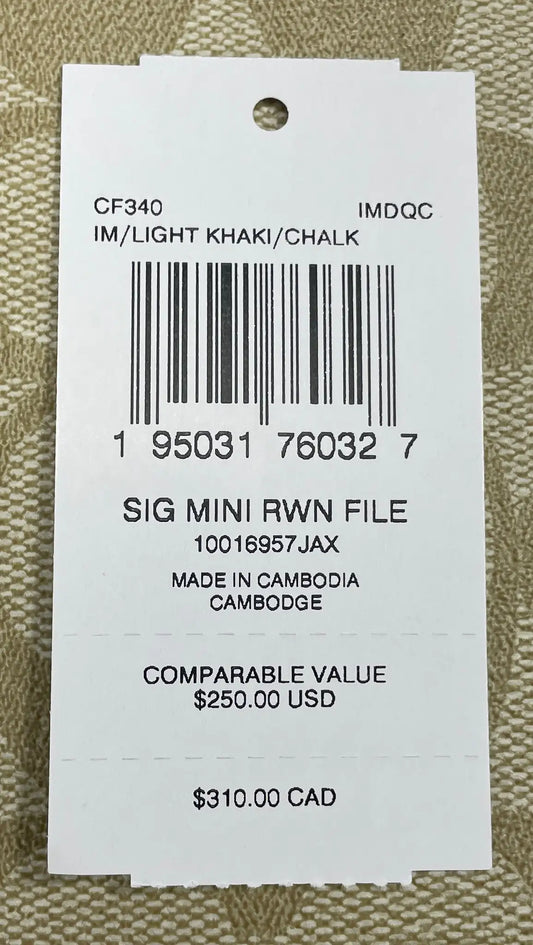 CF340 IMDQC
IM/LIGHT KHAKI/CHALK
1 95031 76032 7
SIG MINI RWN FILE
10016957JAX
MADE IN CAMBODIA
CAMBODGE
COMPARABLE VALUE
$250.00 USD
$310.00 CAD